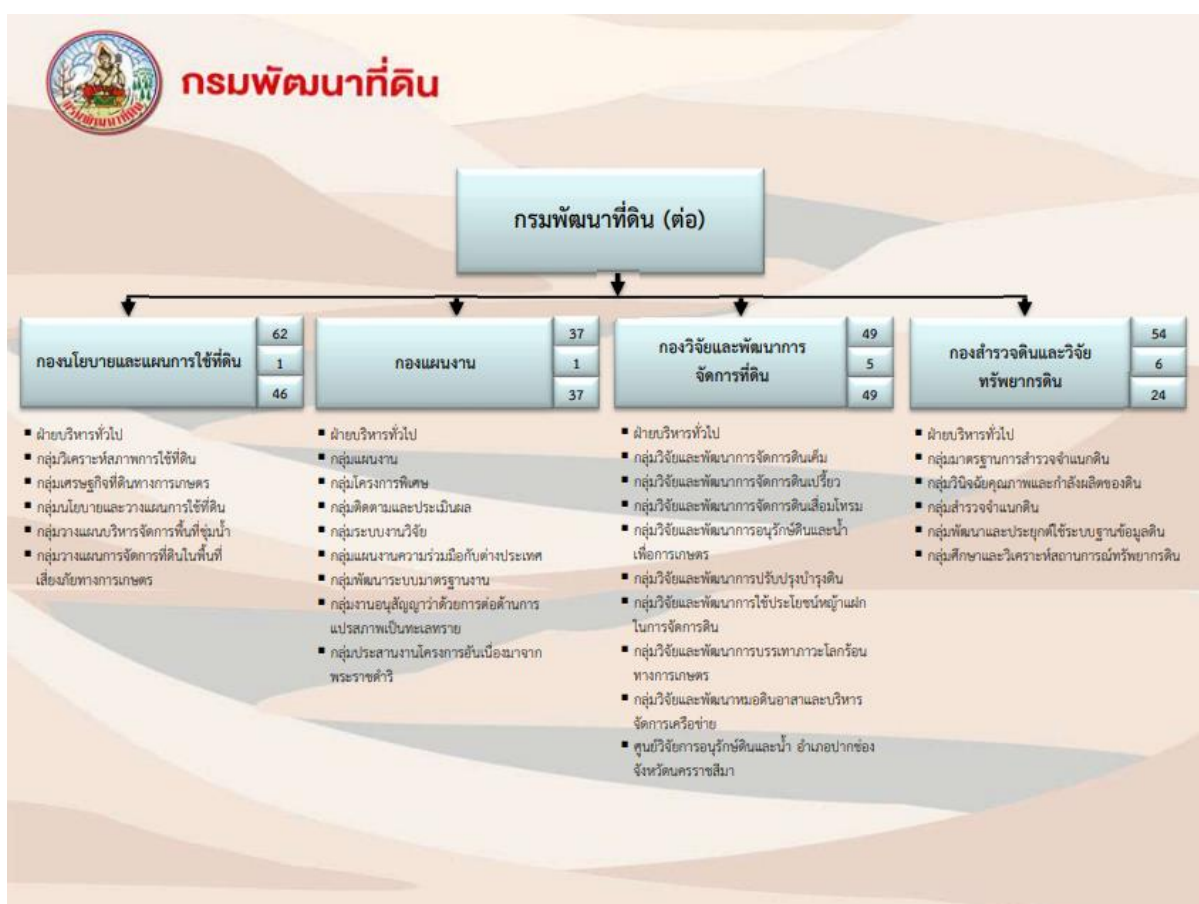 กรมพัฒนาที่ดิน
กรมพัฒนาที่ดิน
กรมพัฒนาที่ดิน (ต่อ)
กองนโยบายและแผนการใช้ที่ดิน
62
1
46
ฝ่ายบริหารทั่วไป
กลุ่มวิเคราะห์สภาพการใช้ที่ดิน
กลุ่มเศรษฐกิจที่ดินทางการเกษตร
กลุ่มนโยบายและวางแผนการใช้ที่ดิน
กลุ่มวางแผนบริหารจัดการพื้นที่ชุ่มน้ำ
กลุ่มวางแผนการจัดการที่ดินในพื้นที่
เสี่ยงภัยทางการเกษตร
กองแผนงาน
37
1
37
ฝ่ายบริหารทั่วไป
กลุ่มแผนงาน
กลุ่มโครงการพิเศษ
กลุ่มติดตามและประเมินผล
กลุ่มระบบงานวิจัย
กลุ่มแผนงานความร่วมมือกับต่างประเทศ
กลุ่มพัฒนาระบบมาตรฐานงาน
กลุ่มงานอนุสัญญาว่าด้วยการต่อต้านการ
แปรสภาพเป็นทะเลทราย
กลุ่มประสานงานโครงการอันเนื่องมาจาก
พระราชดำริ
กองวิจัยและพัฒนาการ
จัดการที่ดิน
49
5
49
ฝ่ายบริหารทั่วไป
กลุ่มวิจัยและพัฒนาการจัดการดินเค็ม
กลุ่มวิจัยและพัฒนาการจัดการดินเปรี้ยว
กลุ่มวิจัยและพัฒนาการจัดการดินเสื่อมโทรม
กลุ่มวิจัยและพัฒนาการอนุรักษ์ดินและน้ำ
เพื่อการเกษตร
กลุ่มวิจัยและพัฒนาการปรับปรุงบำรุงดิน
กลุ่มวิจัยและพัฒนาการใช้ประโยชน์หญ้าแฝก
ในการจัดการดิน
กลุ่มวิจัยและพัฒนาการบรรเทาภาวะโลกร้อน
ทางการเกษตร
กลุ่มวิจัยและพัฒนาหมอดินอาสาและบริหาร
จัดการเครือข่าย
ศูนย์วิจัยการอนุรักษ์ดินและน้ำ อำเภอปากช่อง
จังหวัดนครราชสีมา
กองสำรวจดินและวิจัย
ทรัพยากรดิน
54
6
24
ฝ่ายบริหารทั่วไป
กลุ่มมาตรฐานการสำรวจจำแนกดิน
กลุ่มวินิจฉัยคุณภาพและกำลังผลิตของดิน
กลุ่มสำรวจจำแนกดิน
กลุ่มพัฒนาและประยุกต์ใช้ระบบฐานข้อมูลดิน
กลุ่มศึกษาและวิเคราะห์สถานการณ์ทรัพยากรดิน